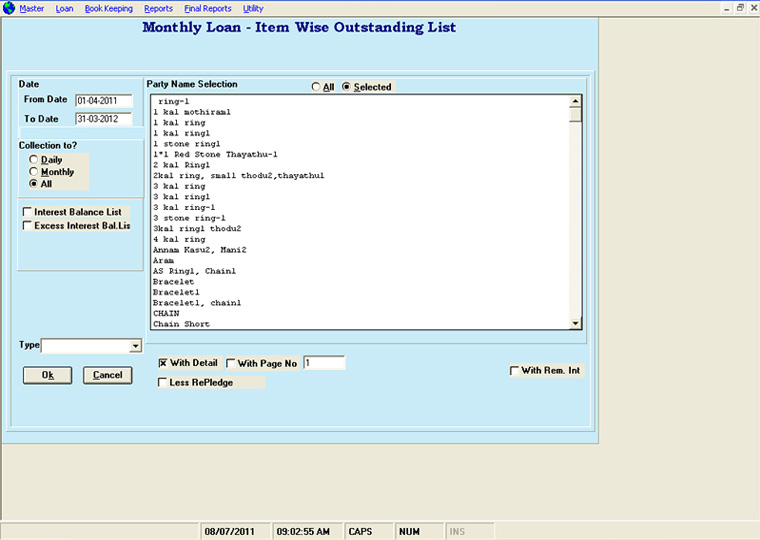 Master Loan Book Keeping Reports Final Reports Utility
Monthly Loan - Item Wise Outstanding List
Date
From Date 01-04-2011
To Date 31-03-2012
Collection to?
Daily
Monthly
All
Interest Balance List
Excess Interest Bal.Lis
Party Name Selection All Selected
ring-1
1 kal mothiram1
1 kal ring
1 kal ring1
1 stone ring1
1*1 Red Stone Thayathu-1
2 kal Ring1
2kal ring, small thodu2,thayathu1
3 kal ring
3 kal ring1
3 kal ring-1
3 stone ring-1
3kal ring1 thodu2
4 kal ring
Annam Kasu2, Mani2
Aram
AS Ring1, Chain1
Bracelet
Bracelet1
Bracelet1, chain1
CHAIN
Chain Short
Type
Ok Cancel
With Detail With Page No 1
Less RePledge
With Rem. Int
08/07/2011 09:02:55 AM CAPS NUM INS